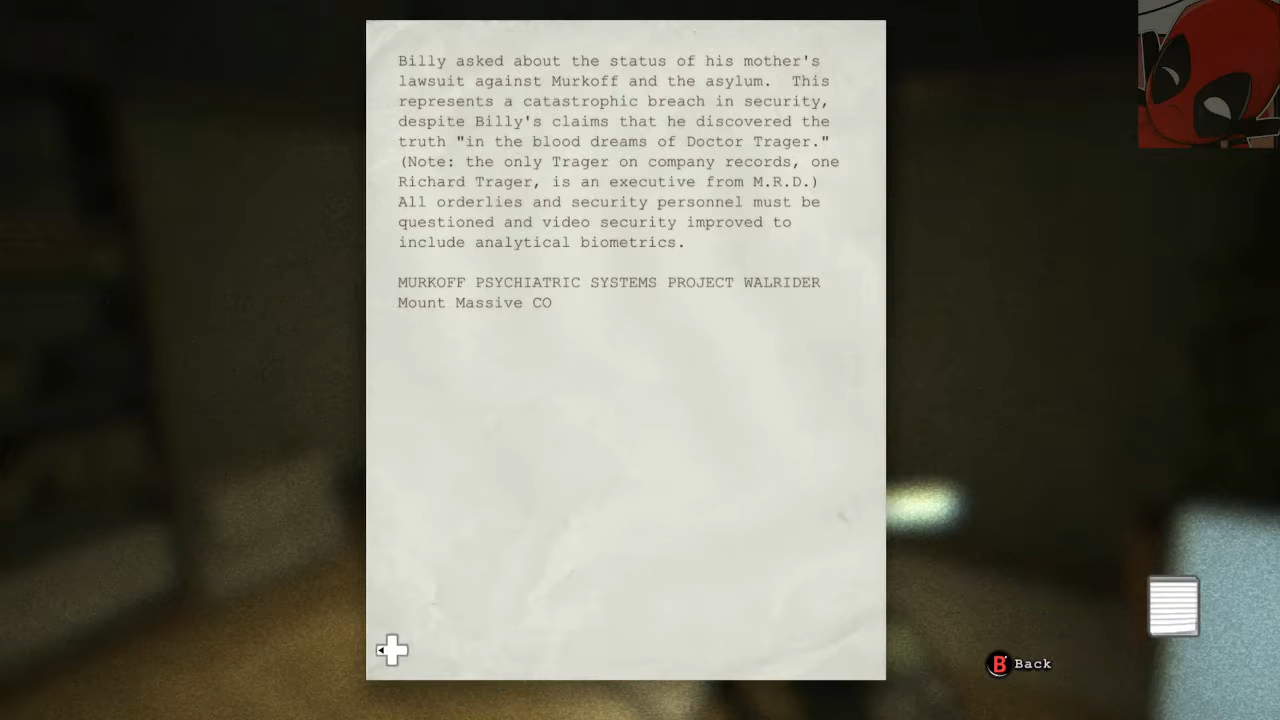 Billy asked about the status of his mother's
lawsuit against Murkoff and the asylum.  This
represents a catastrophic breach in security,
despite Billy's claims that he discovered the
truth "in the blood dreams of Doctor Trager."
(Note: the only Trager on company records, one
Richard Trager, is an executive from M.R.D.)
All orderlies and security personnel must be
questioned and video security improved to
include analytical biometrics.

MURKOFF PSYCHIATRIC SYSTEMS PROJECT WALRIDER
Mount Massive CO
B Back